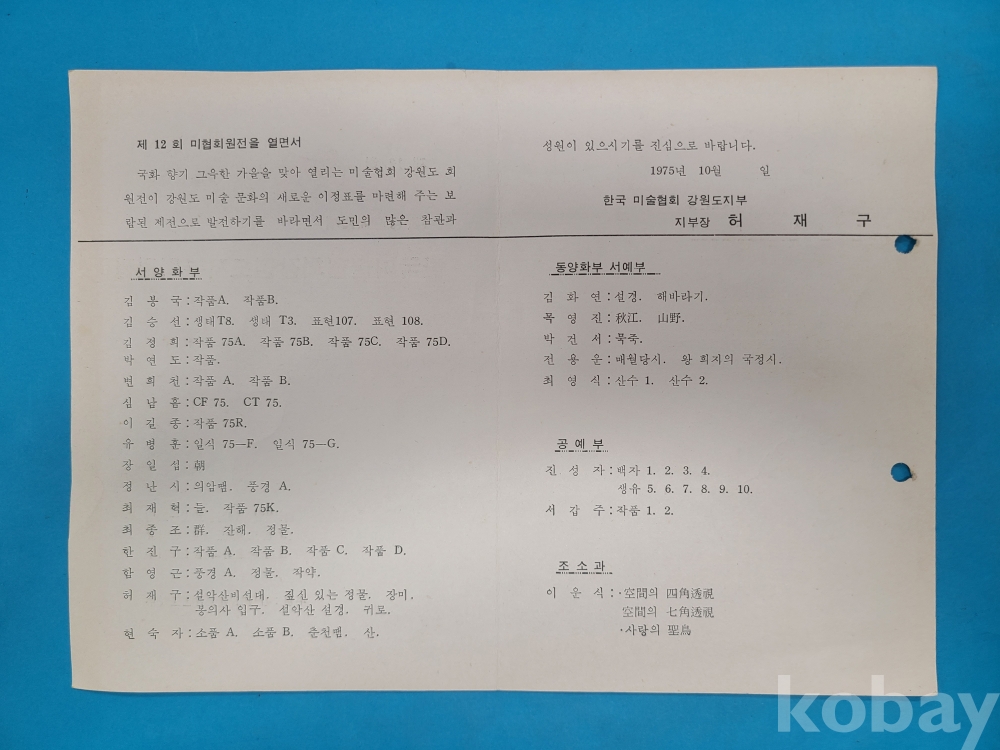 제 12 회 미협회원전을 열면서
국화 향기 그윽한 가을을 맞아 열리는 미술협회 강원도 회
원전이 강원도 미술 문화의 새로운 이정표를 마련해 주는 보
람된 제전으로 발전하기를 바라면서 도민의 많은 참관과
성원이 있으시기를 진심으로 바랍니다.
1975년 10월 일
한국 미술협회 강원도지부
지부장 허 재 구
서 양 화 부
김 봉 국 : 작품A. 작품B.
김 승 선 : 생태T8. 생태 T3. 표현107. 표현 108.
김 정 희 : 작품 75A. 작품 75B. 작품 75C. 작품 75D.
박 연 도 : 작품.
변 희 천 : 작품 A. 작품 B.
심 남 흠 : CF 75. CT 75.
이 길 종 : 작품 75R.
유 병 훈 : 일식 75—F. 일식 75—G.
장 일 섭 : 朝
정 난 시 : 의암땜. 풍경 A.
최 재 혁 : 들. 작품 75K.
최 종 조 : 群. 잔해. 정물.
한 진 구 : 작품 A. 작품 B. 작품 C. 작품 D.
함 영 근 : 풍경 A. 정물. 작약.
허 재 구 : 설악산비선대. 짚신 있는 정물. 장미.
봉의사 입구. 설악산 설경. 귀로.
현 숙 자 : 소품 A. 소품 B. 춘천땜. 산.
동양화부 서예부
김 화 연 : 설경. 해바라기.
목 영 진 : 秋江. 山野.
박 건 서 : 묵죽.
전 용 운 : 매월당시. 왕 희지의 국정시.
최 영 식 : 산수 1. 산수 2.
공 예 부
진 성 자 : 백자 1. 2. 3. 4.
생유 5. 6. 7. 8. 9. 10.
서 갑 주 : 작품 1. 2.
조 소 과
이 운 식 : ·空間의 四角透視
空間의 七角透視
·사랑의 聖鳥
kobay